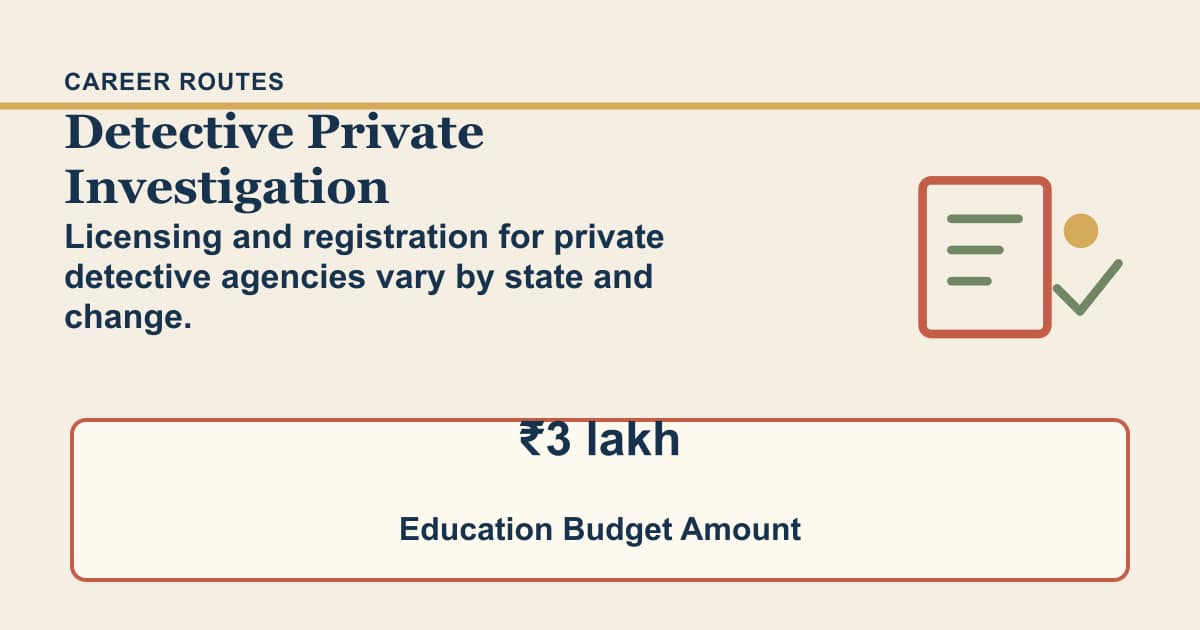 CAREER ROUTES
Detective Private
Investigation
Licensing and registration for private
detective agencies vary by state and
change.
₹3 lakh
Education Budget Amount